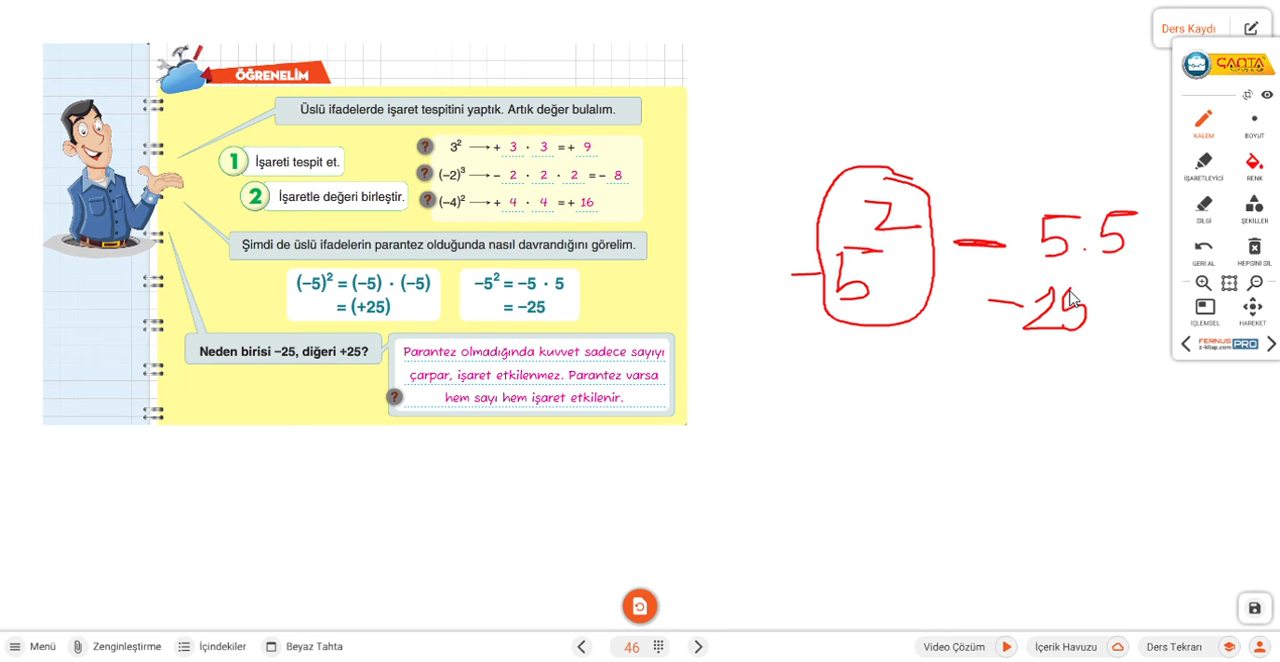 Ders Kaydı
ÇANTA
ÖĞRENELİM
Üslü ifadelerde işaret tespitini yaptık. Artık değer bulalım.
1 İşareti tespit et.
2 İşaretle değeri birleştir.
? 3² → + 3 · 3 = + 9
? (–2)³ → – 2 · 2 · 2 = – 8
? (–4)² → + 4 · 4 = + 16
Şimdi de üslü ifadelerin parantez olduğunda nasıl davrandığını görelim.
(–5)² = (–5) · (–5)
= (+25)
–5² = –5 · 5
= –25
Neden birisi –25, diğeri +25?
Parantez olmadığında kuvvet sadece sayıyı
çarpar, işaret etkilenmez. Parantez varsa
? hem sayı hem işaret etkilenir.
-5² - 5.5
-25
KALEM
BOYUT
İŞARETLEYİCİ
RENK
SİLGİ
ŞEKİLLER
GERİ AL
HEPSİNİ SİL
İŞLEMSEL
HAREKET
FERNUS
z-kitap.com PRO
Menü
Zenginleştirme
İçindekiler
Beyaz Tahta
46
Video Çözüm
İçerik Havuzu
Ders Tekrarı